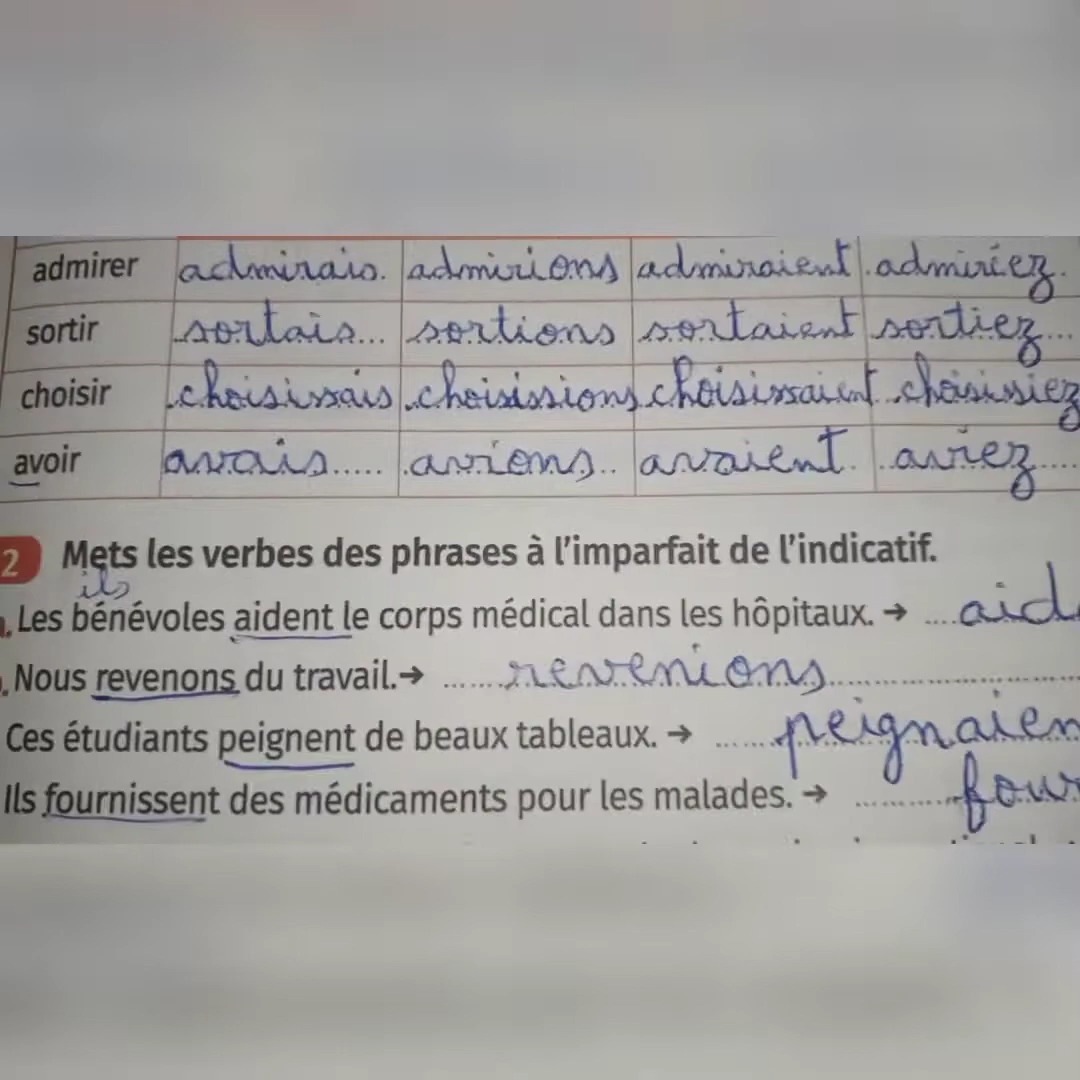 admirer admirais. admirions admiraient .admiriez.
sortir sortais... sortions sortaient sortiez...
choisir choisissais choisissions choisissaient choisissiez
avoir avais..... .avions.. avaient. ..aviez....
2 Mets les verbes des phrases à l'imparfait de l'indicatif.
ils
Les bénévoles aident le corps médical dans les hôpitaux. → ....aid
Nous revenons du travail.→ ......revenions..........................
Ces étudiants peignent de beaux tableaux. → ......peignaien
Ils fournissent des médicaments pour les malades. → ..........four